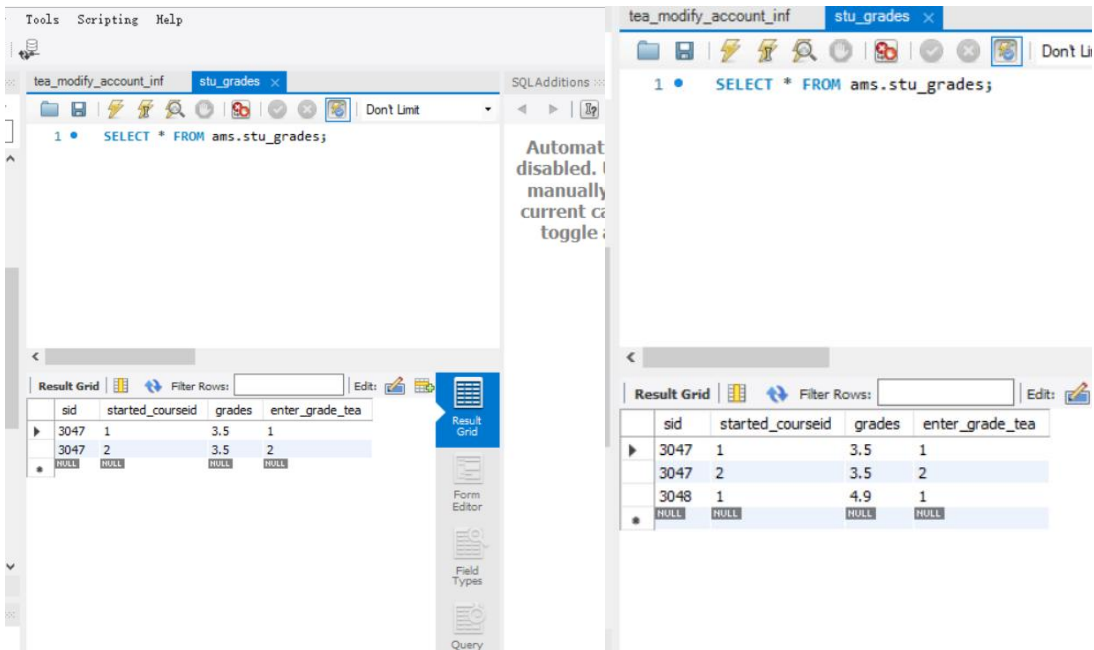 Tools Scripting Help
tea_modify_account_inf stu_grades
SQLAdditions
Don't Limit
1 SELECT * FROM ams.stu_grades;
Automat
disabled.
manually
current ca
toggle a
Result Grid Filter Rows: Edit:
sid started_courseid grades enter_grade_tea
3047 1 3.5 1
3047 2 3.5 2
NULL NULL NULL NULL
Result
Grid
Form
Editor
Field
Types
Query
tea_modify_account_inf stu_grades
Don't Li
1 SELECT * FROM ams.stu_grades;
Result Grid Filter Rows: Edit:
sid started_courseid grades enter_grade_tea
3047 1 3.5 1
3047 2 3.5 2
3048 1 4.9 1
NULL NULL NULL NULL